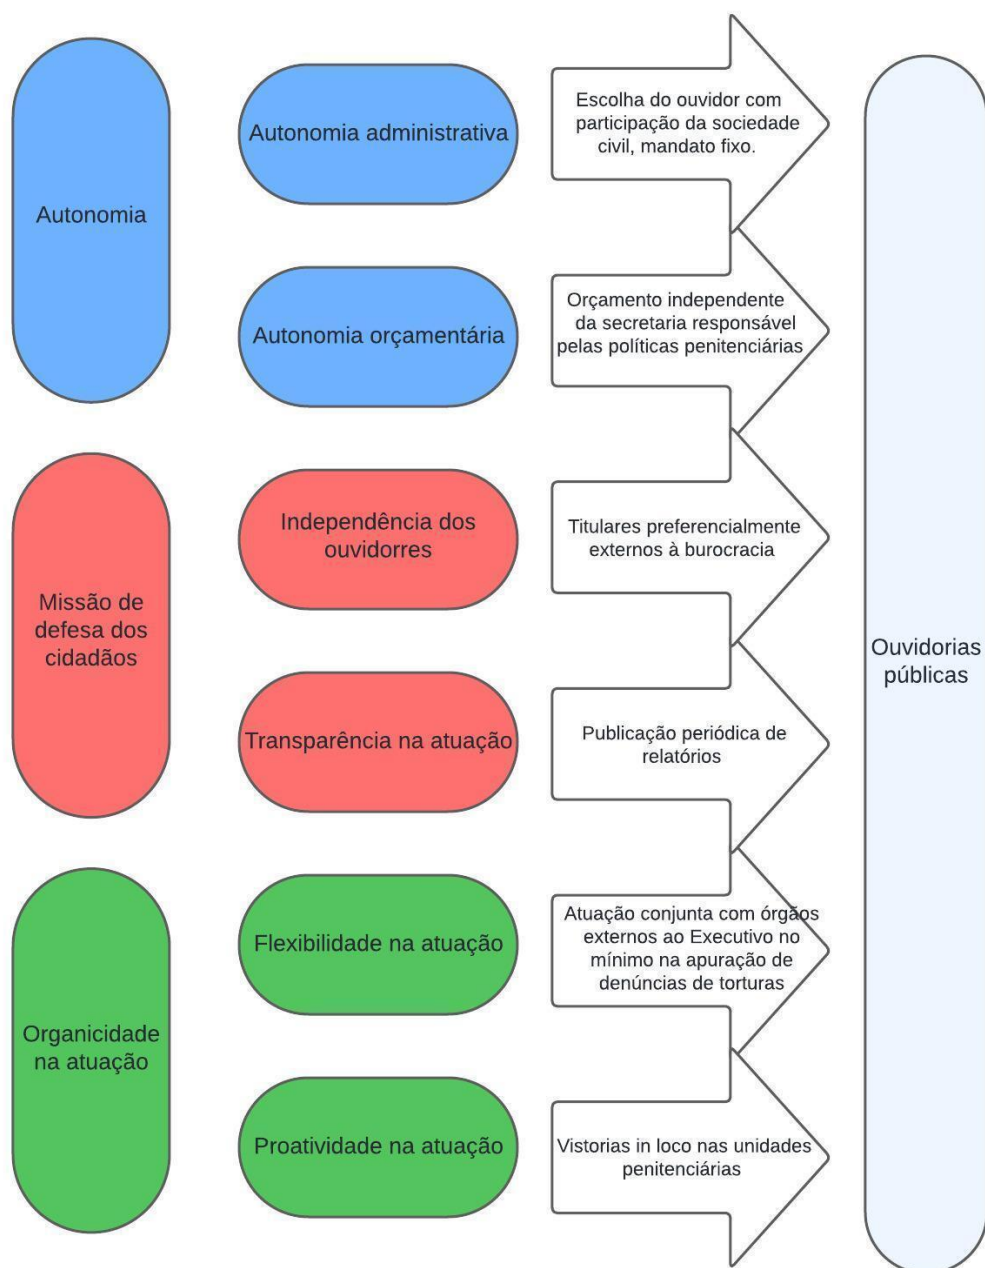 Autonomia
Autonomia administrativa
Escolha do ouvidor com
participação da sociedade
civil, mandato fixo.
Autonomia orçamentária
Orçamento independente
da secretaria responsável
pelas políticas penitenciárias
Missão de
defesa dos
cidadãos
Independência dos
ouvidorres
Titulares preferencialmente
externos à burocracia
Transparência na atuação
Publicação periódica de
relatórios
Organicidade
na atuação
Flexibilidade na atuação
Atuação conjunta com órgãos
externos ao Executivo no
mínimo na apuração de
denúncias de torturas
Proatividade na atuação
Vistorias in loco nas unidades
penitenciárias
Ouvidorias
públicas